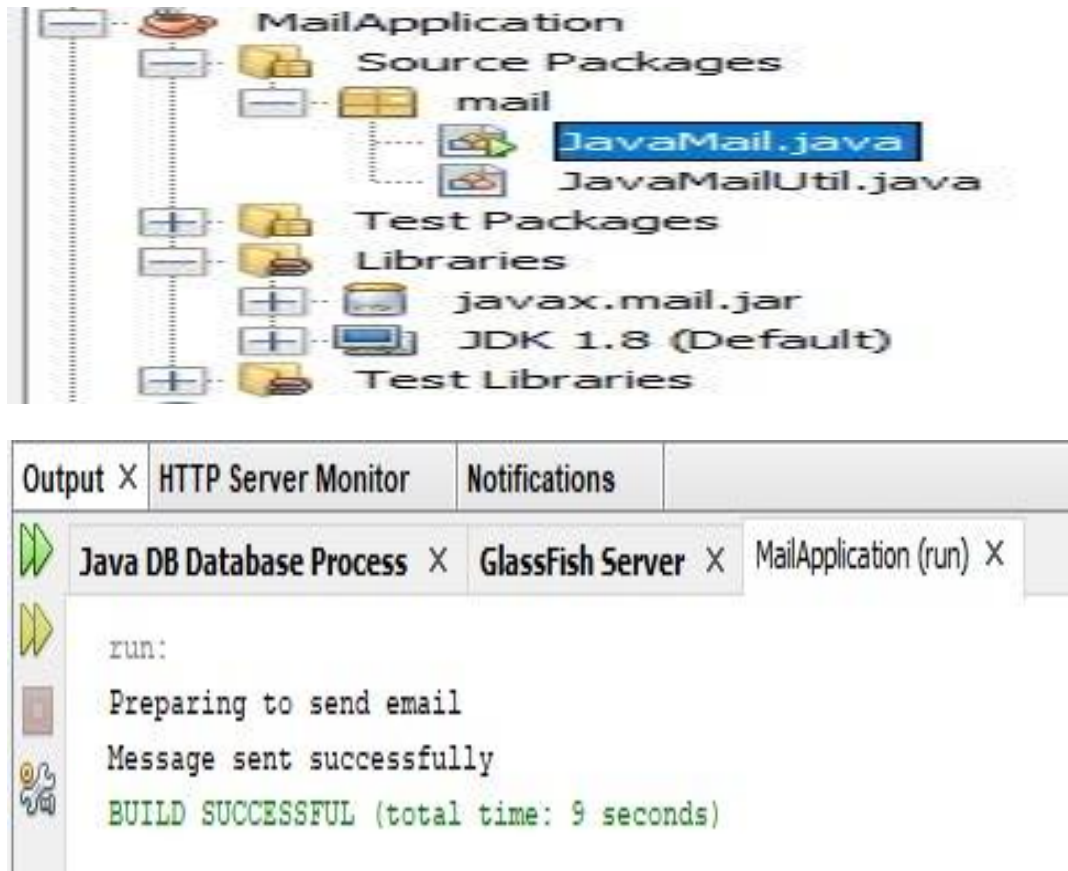 MailApplication
Source Packages
mail
JavaMail.java
JavaMailUtil.java
Test Packages
Libraries
javax.mail.jar
JDK 1.8 (Default)
Test Libraries
Output X HTTP Server Monitor Notifications
Java DB Database Process X GlassFish Server X MailApplication (run) X
run:
Preparing to send email
Message sent successfully
BUILD SUCCESSFUL (total time: 9 seconds)